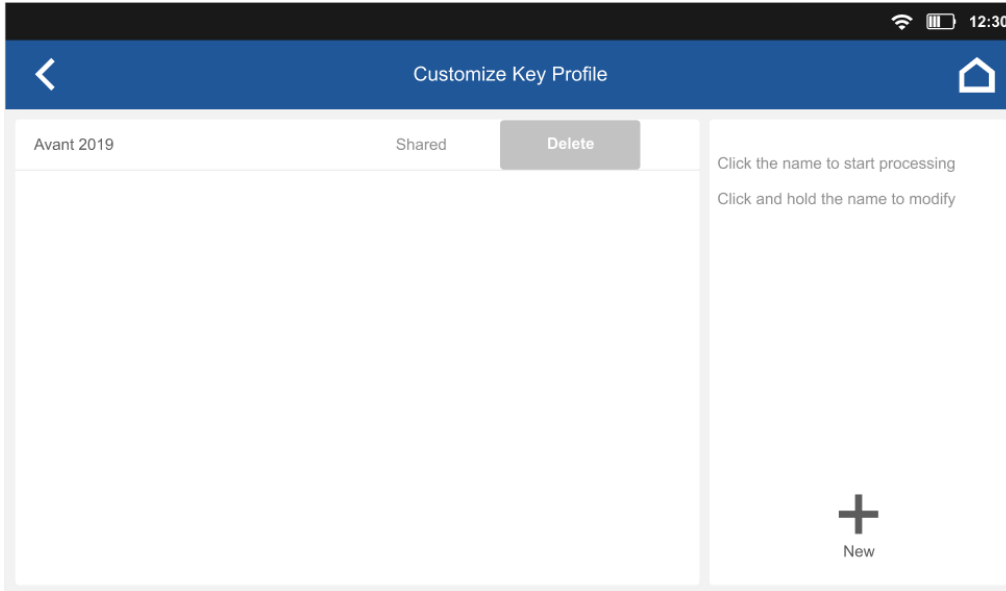 12:30
Customize Key Profile
Avant 2019 Shared Delete
Click the name to start processing
Click and hold the name to modify
New